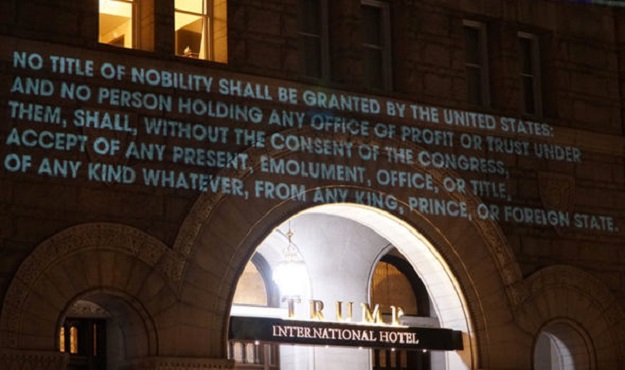 NO TITLE OF NOBILITY SHALL BE GRANTED BY THE UNITED STATES:
AND NO PERSON HOLDING ANY OFFICE OF PROFIT OR TRUST UNDER
THEM, SHALL, WITHOUT THE CONSENT OF THE CONGRESS,
ACCEPT OF ANY PRESENT, EMOLUMENT, OFFICE, OR TITLE,
OF ANY KIND WHATEVER, FROM ANY KING, PRINCE, OR FOREIGN STATE.
TRUMP
INTERNATIONAL HOTEL